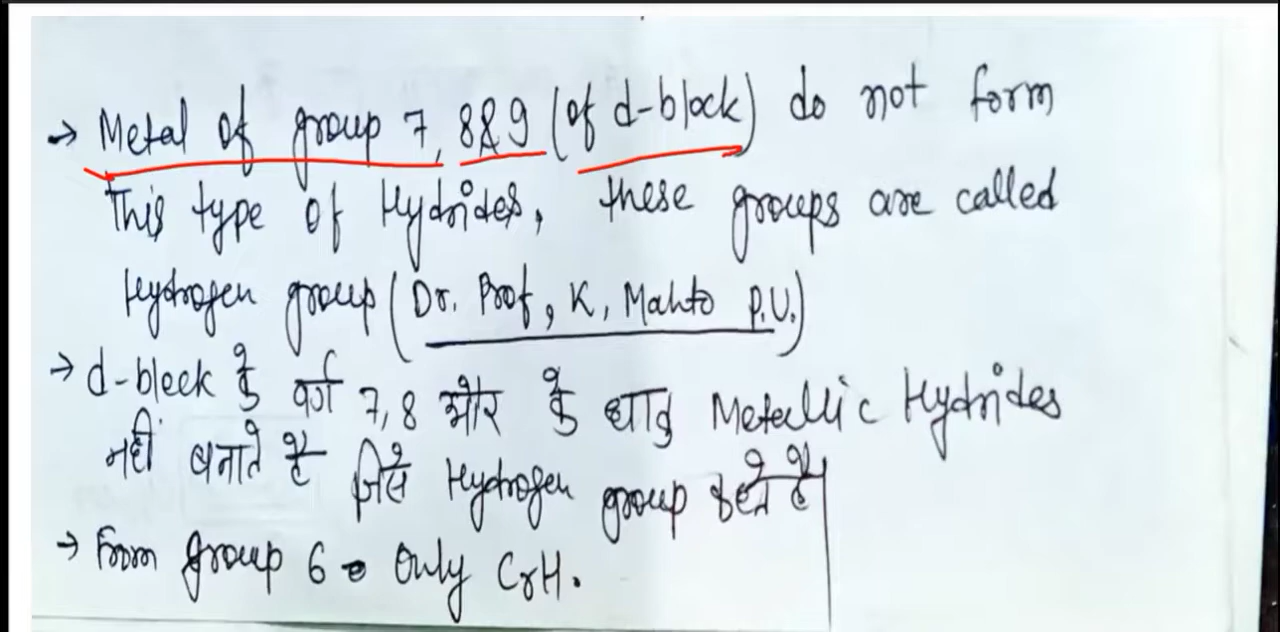 → Metal of group 7, 8 & 9 (of d-block) do not form
This type of Hydrides, these groups are called
Hydrogen group (Dr. Prof, K, Mahto P.U.)
→ d-block के वर्ग 7, 8 और के धातु Metallic Hydrides
नहीं बनाते है जिसे Hydrogen group कहते है
→ From group 6 - Only CrH.